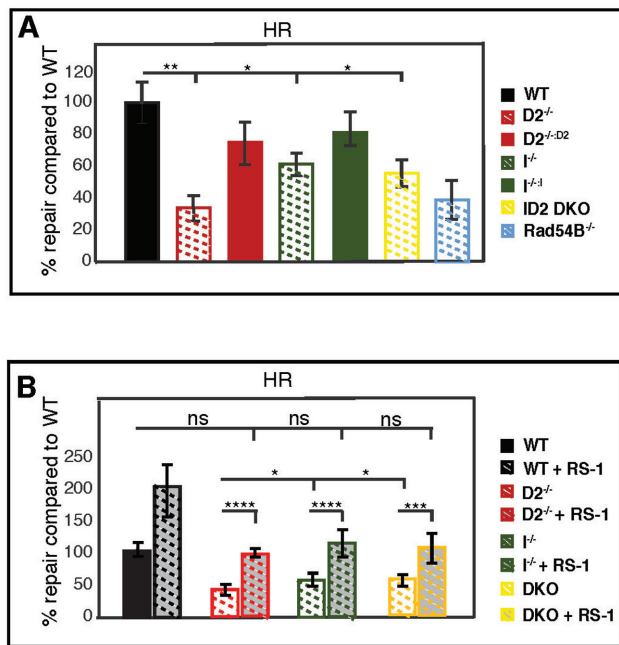 A
HR
% repair compared to WT
120
100
80
60
40
20
0
** * *
WT
D2-/-
D2-/-:D2
I-/-
I-/-:I
ID2 DKO
Rad54B-/-
B
HR
% repair compared to WT
250
200
150
100
50
0
ns ns ns
* *
**** **** ***
WT
WT + RS-1
D2-/-
D2-/- + RS-1
I-/-
I-/- + RS-1
DKO
DKO + RS-1